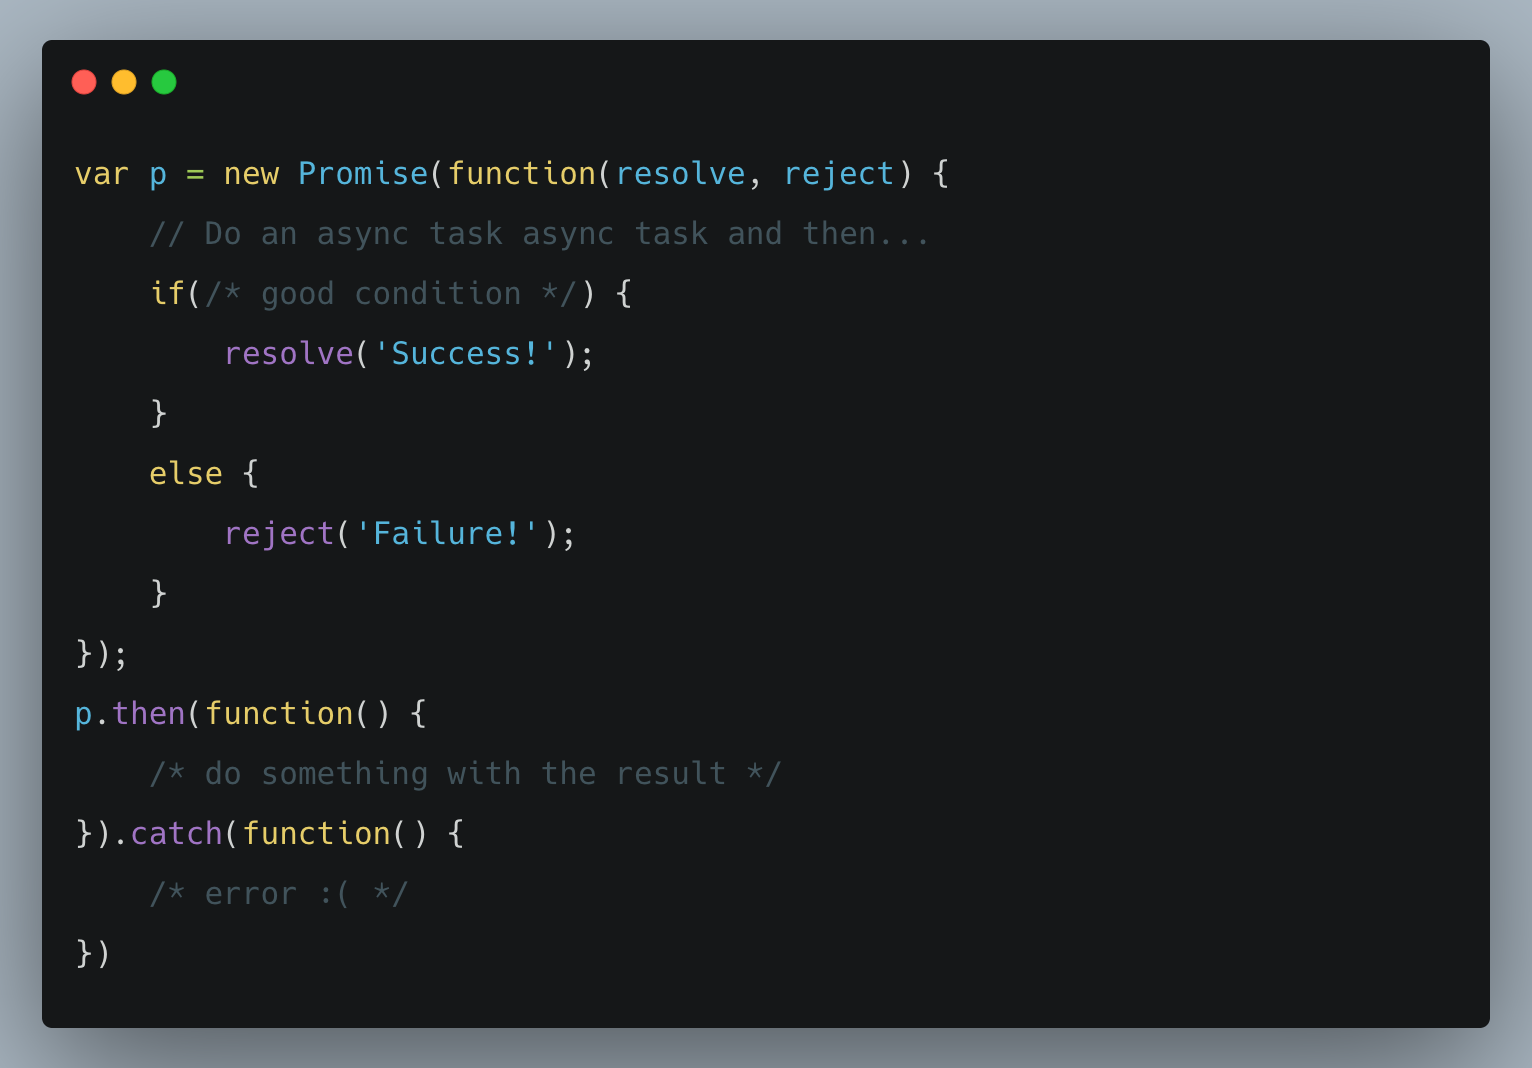 var p = new Promise(function(resolve, reject) {
    // Do an async task async task and then...
    if(/* good condition */) {
        resolve('Success!');
    }
    else {
        reject('Failure!');
    }
});
p.then(function() {
    /* do something with the result */
}).catch(function() {
    /* error :( */
})